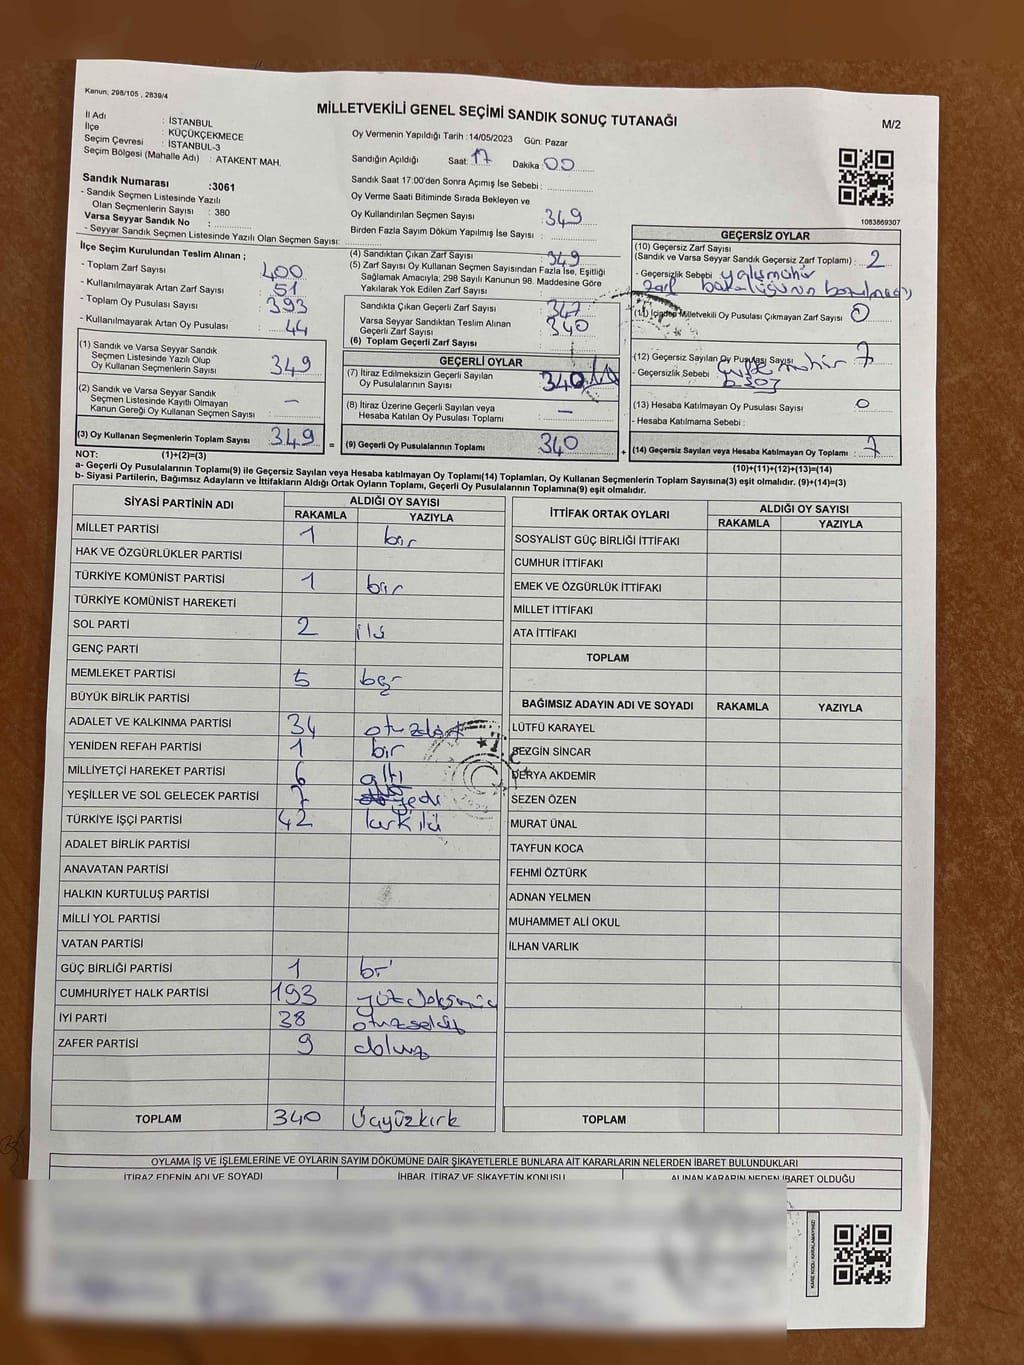 Kanun; 298/105 , 2839/4
MİLLETVEKİLİ GENEL SEÇİMİ SANDIK SONUÇ TUTANAĞI
M/2
İl Adı : İSTANBUL
İlçe : KÜÇÜKÇEKMECE
Seçim Çevresi : İSTANBUL-3
Seçim Bölgesi (Mahalle Adı) : ATAKENT MAH.
Oy Vermenin Yapıldığı Tarih :14/05/2023 Gün: Pazar
Sandığın Açıldığı Saat: 17 Dakika: 00
Sandık Saat 17:00'den Sonra Açımış İse Sebebi :
Sandık Numarası :3061
- Sandık Seçmen Listesinde Yazılı
Olan Seçmenlerin Sayısı : 380
Varsa Seyyar Sandık No :
- Seyyar Sandık Seçmen Listesinde Yazılı Olan Seçmen Sayısı:
Oy Verme Saati Bitiminde Sırada Bekleyen ve
Oy Kullandırılan Seçmen Sayısı : 349
Birden Fazla Sayım Döküm Yapılmış İse Sayısı :
1083869307
İlçe Seçim Kurulundan Teslim Alınan ;
- Toplam Zarf Sayısı : 400
- Kullanılmayarak Artan Zarf Sayısı : 51
- Toplam Oy Pusulası Sayısı : 393
- Kullanılmayarak Artan Oy Pusulası : 44
(1) Sandık ve Varsa Seyyar Sandık
Seçmen Listesinde Yazılı Olup
Oy Kullanan Seçmenlerin Sayısı : 349
(2) Sandık ve Varsa Seyyar Sandık
Seçmen Listesinde Kayıtlı Olmayan
Kanun Gereği Oy Kullanan Seçmen Sayısı : –
(3) Oy Kullanan Seçmenlerin Toplam Sayısı : 349 =
(4) Sandıktan Çıkan Zarf Sayısı : 349
(5) Zarf Sayısı Oy Kullanan Seçmen Sayısından Fazla İse, Eşitliği
Sağlamak Amacıyla; 298 Sayılı Kanunun 98. Maddesine Göre
Yakılarak Yok Edilen Zarf Sayısı :
Sandıkta Çıkan Geçerli Zarf Sayısı : 347
Varsa Seyyar Sandıktan Teslim Alınan
Geçerli Zarf Sayısı : 340
(6) Toplam Geçerli Zarf Sayısı :
GEÇERLİ OYLAR
(7) İtiraz Edilmeksizin Geçerli Sayılan
Oy Pusulalarının Sayısı : 340
(8) İtiraz Üzerine Geçerli Sayılan veya
Hesaba Katılan Oy Pusulası Toplamı : –
(9) Geçerli Oy Pusulalarının Toplamı : 340 +
GEÇERSİZ OYLAR
(10) Geçersiz Zarf Sayısı
(Sandık ve Varsa Seyyar Sandık Geçersiz Zarf Toplamı) : 2
- Geçersizlik Sebebi
(11) İçinden Milletvekili Oy Pusulası Çıkmayan Zarf Sayısı : 0
(12) Geçersiz Sayılan Oy Pusulası Sayısı : 7
- Geçersizlik Sebebi
(13) Hesaba Katılmayan Oy Pusulası Sayısı : 0
- Hesaba Katılmama Sebebi :
(14) Geçersiz Sayılan veya Hesaba Katılmayan Oy Toplamı : 7
NOT: (1)+(2)=(3) (10)+(11)+(12)+(13)=(14)
a- Geçerli Oy Pusulalarının Toplamı(9) ile Geçersiz Sayılan veya Hesaba katılmayan Oy Toplamı(14) Toplamları, Oy Kullanan Seçmenlerin Toplam Sayısına(3) eşit olmalıdır. (9)+(14)=(3)
b- Siyasi Partilerin, Bağımsız Adayların ve İttifakların Aldığı Ortak Oyların Toplamı, Geçerli Oy Pusulalarının Toplamına(9) eşit olmalıdır.
SİYASİ PARTİNİN ADI ALDIĞI OY SAYISI
RAKAMLA YAZIYLA
MİLLET PARTİSİ 1 bir
HAK VE ÖZGÜRLÜKLER PARTİSİ
TÜRKİYE KOMÜNİST PARTİSİ 1 bir
TÜRKİYE KOMÜNİST HAREKETİ
SOL PARTİ 2 iki
GENÇ PARTİ
MEMLEKET PARTİSİ 5 beş
BÜYÜK BİRLİK PARTİSİ
ADALET VE KALKINMA PARTİSİ 34 otuzdört
YENİDEN REFAH PARTİSİ 1 bir
MİLLİYETÇİ HAREKET PARTİSİ 6 altı
YEŞİLLER VE SOL GELECEK PARTİSİ 7 yedi
TÜRKİYE İŞÇİ PARTİSİ 42 kırkiki
ADALET BİRLİK PARTİSİ
ANAVATAN PARTİSİ
HALKIN KURTULUŞ PARTİSİ
MİLLİ YOL PARTİSİ
VATAN PARTİSİ
GÜÇ BİRLİĞİ PARTİSİ 1 bir
CUMHURİYET HALK PARTİSİ 193
İYİ PARTİ 38 otuzsekiz
ZAFER PARTİSİ 9 dokuz
TOPLAM 340 Üçyüzkırk
İTTİFAK ORTAK OYLARI ALDIĞI OY SAYISI
RAKAMLA YAZIYLA
SOSYALİST GÜÇ BİRLİĞİ İTTİFAKI
CUMHUR İTTİFAKI
EMEK VE ÖZGÜRLÜK İTTİFAKI
MİLLET İTTİFAKI
ATA İTTİFAKI
TOPLAM
BAĞIMSIZ ADAYIN ADI VE SOYADI RAKAMLA YAZIYLA
LÜTFÜ KARAYEL
SEZGİN SİNCAR
DERYA AKDEMİR
SEZEN ÖZEN
MURAT ÜNAL
TAYFUN KOCA
FEHMİ ÖZTÜRK
ADNAN YELMEN
MUHAMMET ALİ OKUL
İLHAN VARLIK
TOPLAM
OYLAMA İŞ VE İŞLEMLERİNE VE OYLARIN SAYIM DÖKÜMÜNE DAİR ŞİKAYETLERLE BUNLARA AİT KARARLARIN NELERDEN İBARET BULUNDUKLARI
İTİRAZ EDENİN ADI VE SOYADI İHBAR, İTİRAZ VE ŞİKAYETİN KONUSU ALINAN KARARIN NEDEN İBARET OLDUĞU
KARE KODU KARALAMAYINIZ!